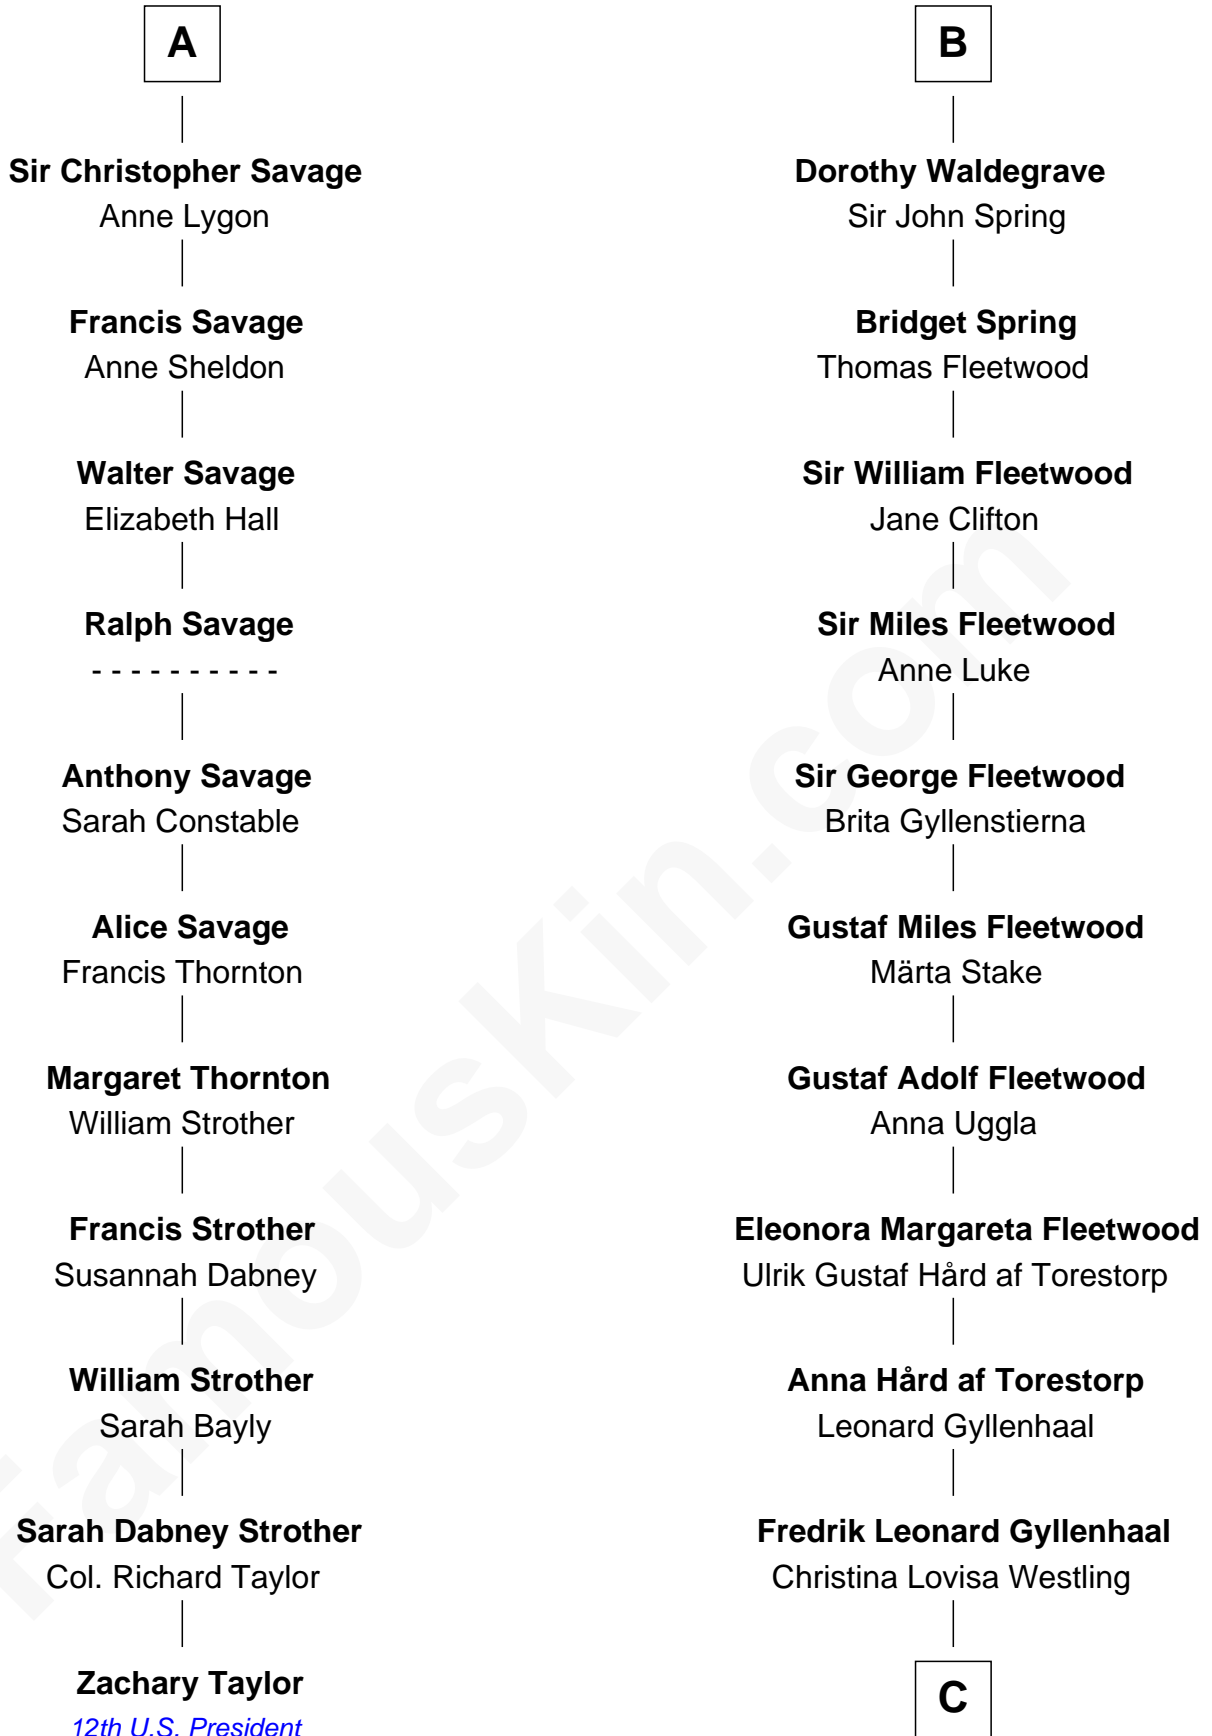 A
Sir Christopher Savage
Anne Lygon
Francis Savage
Anne Sheldon
Walter Savage
Elizabeth Hall
Ralph Savage
- - - - - - - - - -
Anthony Savage
Sarah Constable
Alice Savage
Francis Thornton
Margaret Thornton
William Strother
Francis Strother
Susannah Dabney
William Strother
Sarah Bayly
Sarah Dabney Strother
Col. Richard Taylor
Zachary Taylor
12th U.S. President
B
Dorothy Waldegrave
Sir John Spring
Bridget Spring
Thomas Fleetwood
Sir William Fleetwood
Jane Clifton
Sir Miles Fleetwood
Anne Luke
Sir George Fleetwood
Brita Gyllenstierna
Gustaf Miles Fleetwood
Märta Stake
Gustaf Adolf Fleetwood
Anna Uggla
Eleonora Margareta Fleetwood
Ulrik Gustaf Hård af Torestorp
Anna Hård af Torestorp
Leonard Gyllenhaal
Fredrik Leonard Gyllenhaal
Christina Lovisa Westling
C
FamousKin.com